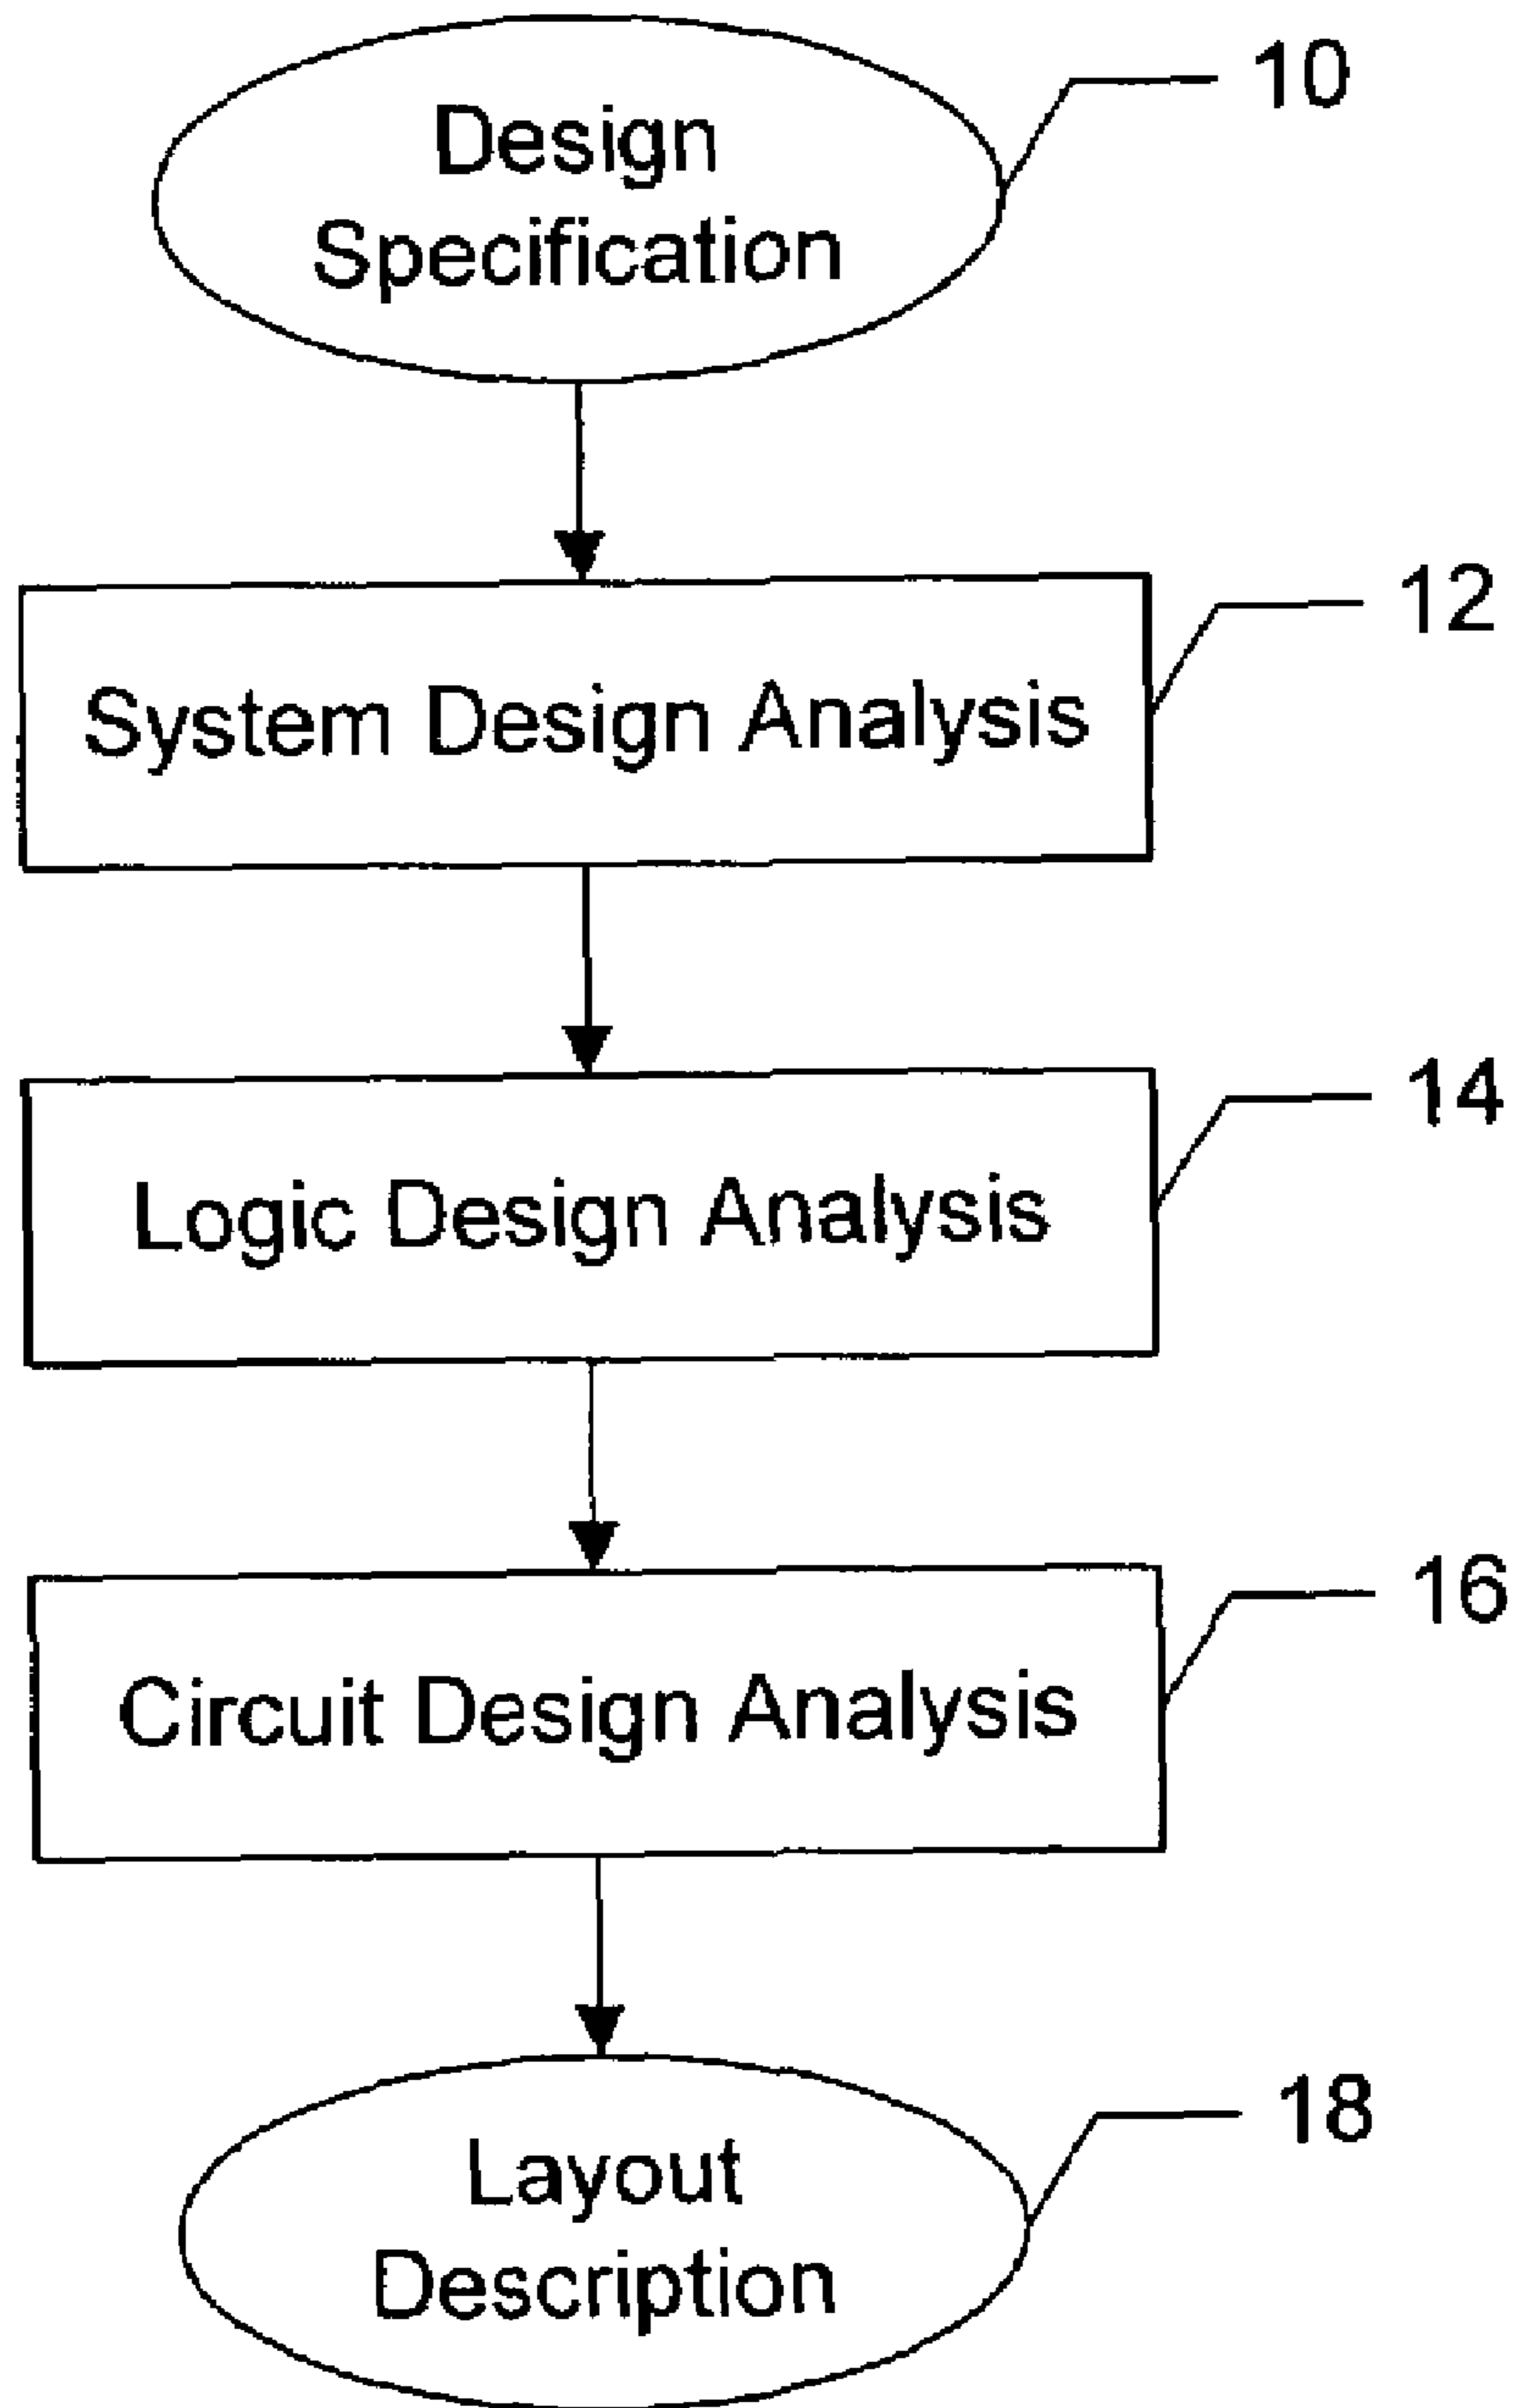 Design
Specification
10
System Design Analysis
12
Logic Design Analysis
14
Circuit Design Analysis
16
Layout
Description
18